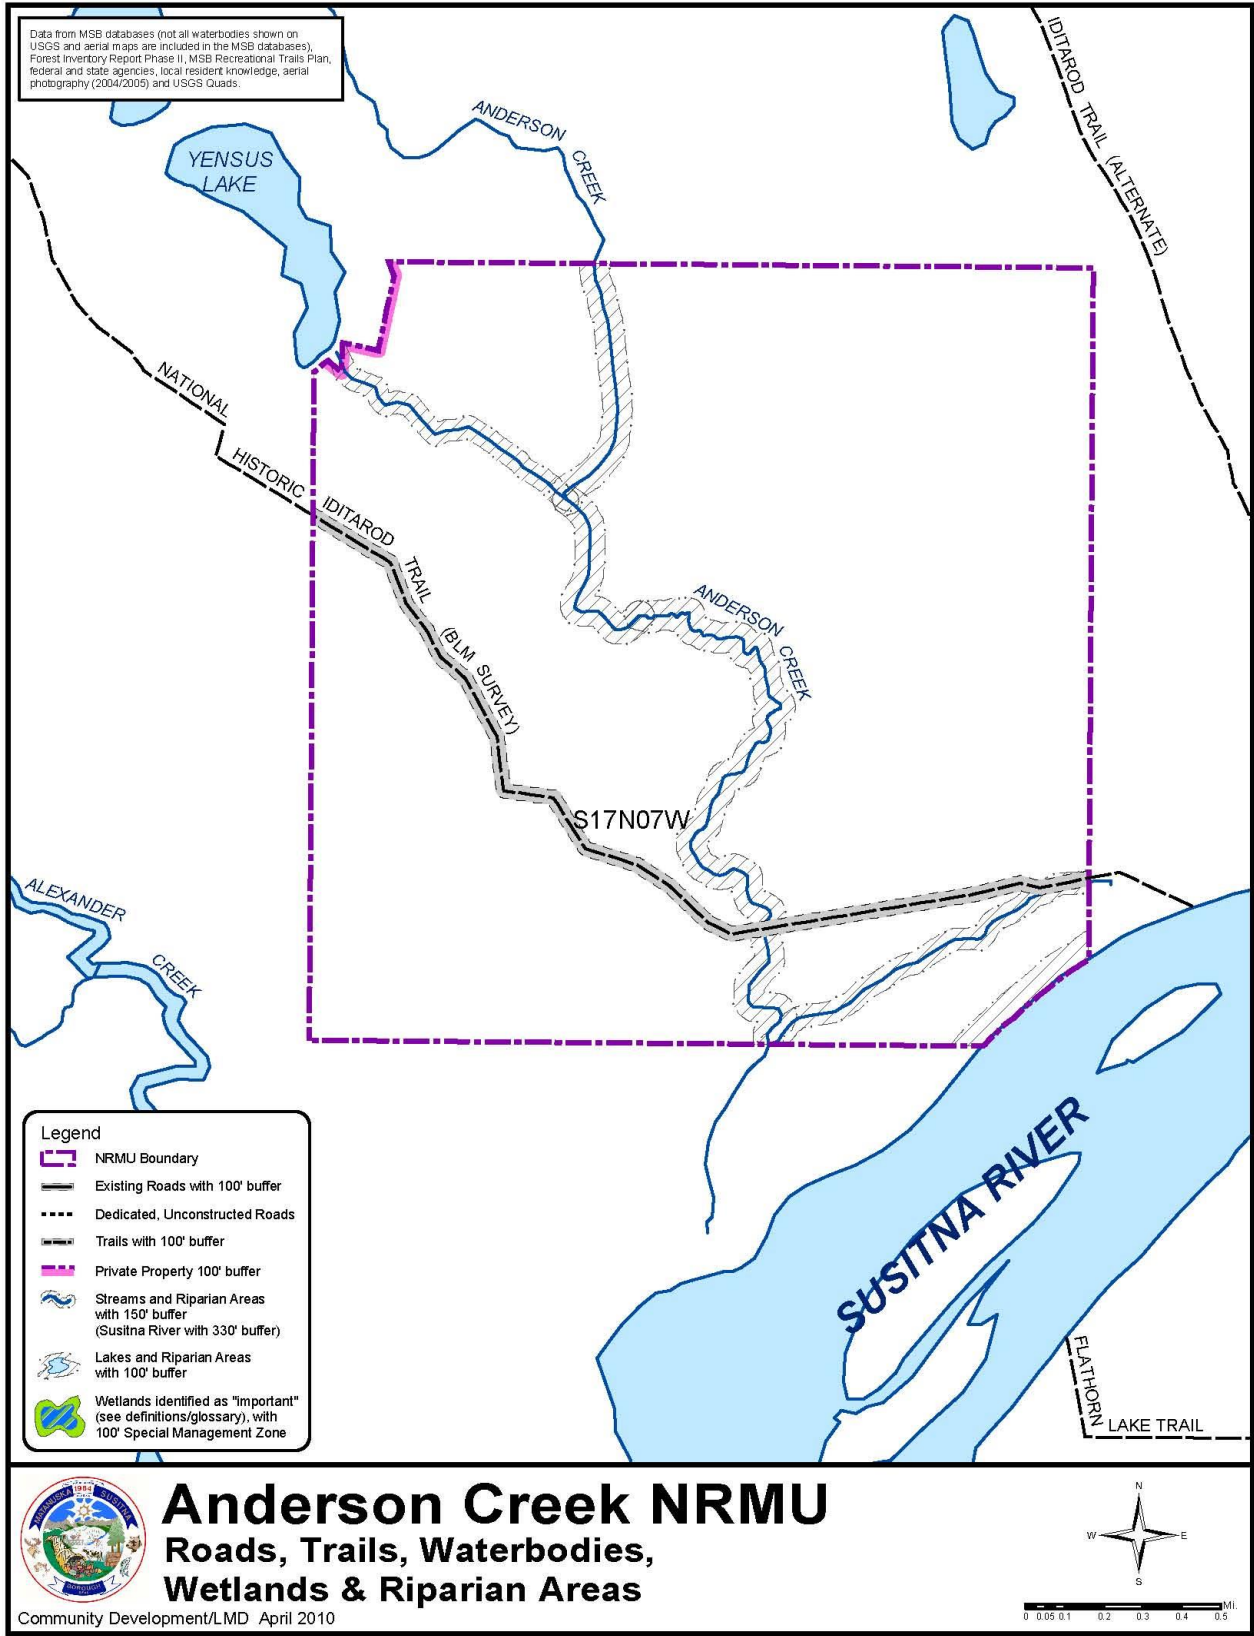 Data from MSB databases (not all waterbodies shown on
USGS and aerial maps are included in the MSB databases),
Forest Inventory Report Phase II, MSB Recreational Trails Plan,
federal and state agencies, local resident knowledge, aerial
photography (2004/2005) and USGS Quads.
IDITAROD TRAIL (ALTERNATE)
ANDERSON
CREEK
YENSUS
LAKE
NATIONAL
HISTORIC
IDITAROD
TRAIL
(BLM SURVEY)
ANDERSON
CREEK
S17N07W
ALEXANDER
CREEK
SUSITNA RIVER
FLATHORN
LAKE TRAIL
Legend
NRMU Boundary
Existing Roads with 100' buffer
Dedicated, Unconstructed Roads
Trails with 100' buffer
Private Property 100' buffer
Streams and Riparian Areas
with 150' buffer
(Susitna River with 330' buffer)
Lakes and Riparian Areas
with 100' buffer
Wetlands identified as "important"
(see definitions/glossary), with
100' Special Management Zone
MATANUSKA SUSITNA
1964
BOROUGH
Anderson Creek NRMU
Roads, Trails, Waterbodies,
Wetlands & Riparian Areas
Community Development/LMD April 2010
N
W E
S
Mi.
0 0.05 0.1 0.2 0.3 0.4 0.5